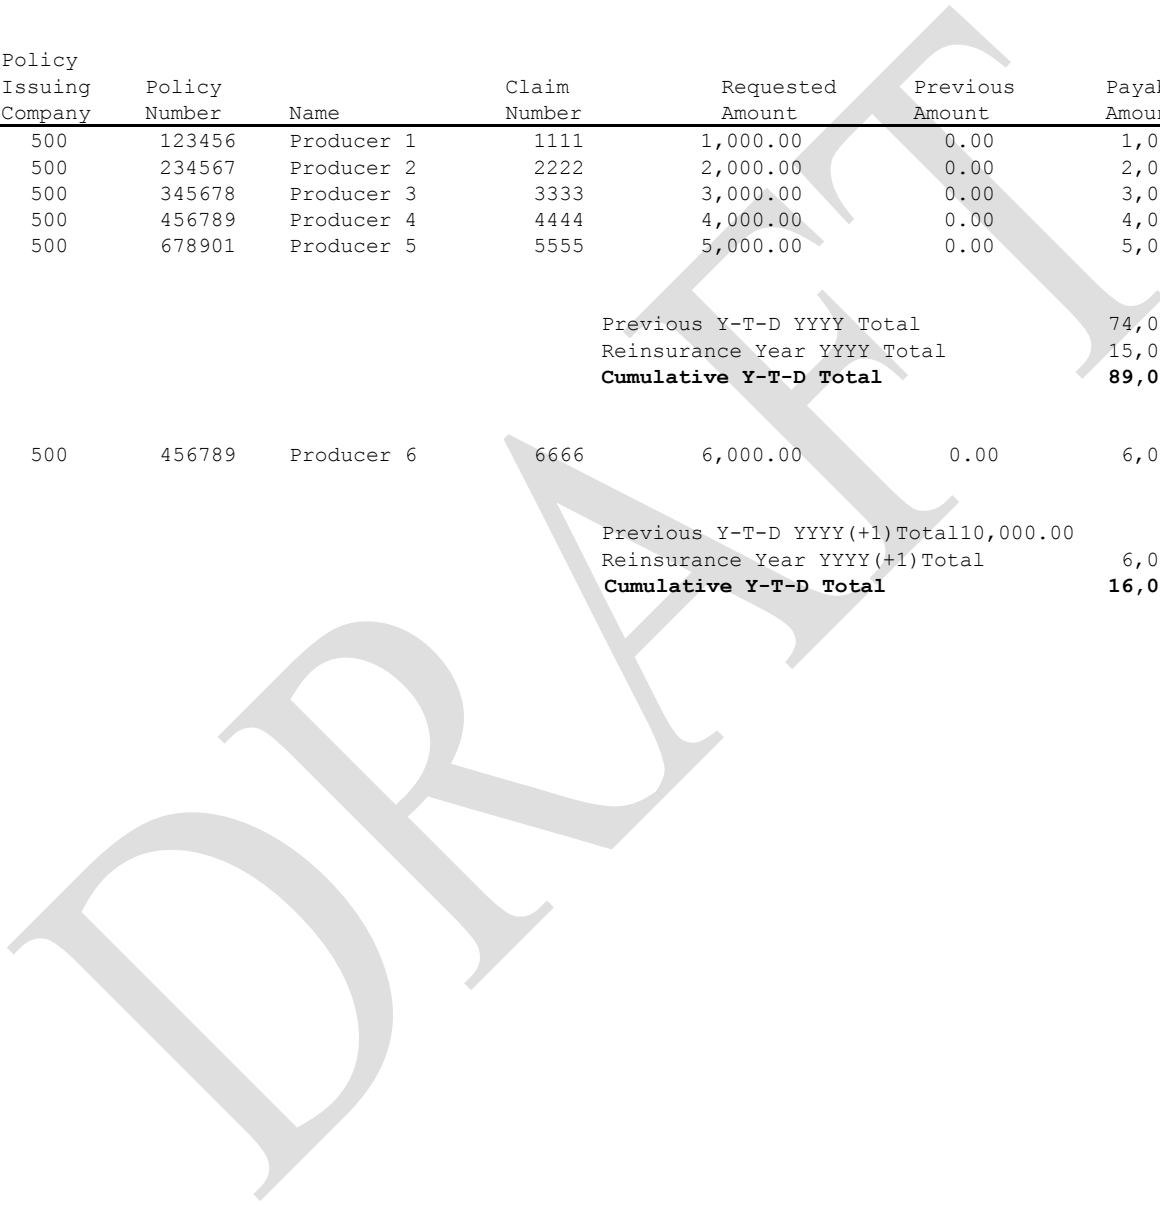 Policy
Issuing Policy Claim Requested Previous
Company Number Name Number Amount Amount
500 123456 Producer 1 1111 1,000.00 0.00 1,0
500 234567 Producer 2 2222 2,000.00 0.00 2,0
500 345678 Producer 3 3333 3,000.00 0.00 3,0
500 456789 Producer 4 4444 4,000.00 0.00 4,0
500 678901 Producer 5 5555 5,000.00 0.00 5,0
Previous Y-T-D YYYY Total 74,0
Reinsurance Year YYYY Total 15,0
Cumulative Y-T-D Total 89,0
500 456789 Producer 6 6666 6,000.00 0.00 6,0
Previous Y-T-D YYYY(+1)Total10,000.00
Reinsurance Year YYYY(+1)Total 6,0
Cumulative Y-T-D Total 16,0
DRAFT